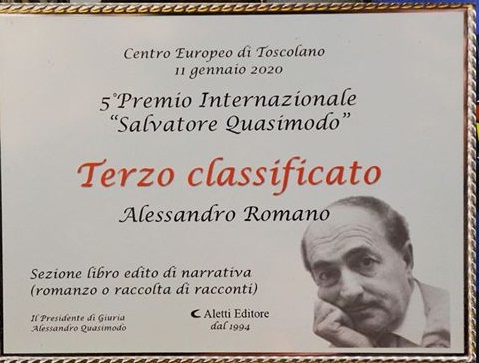 Centro Europeo di Toscolano
11 gennaio 2020
5°Premio Internazionale
“Salvatore Quasimodo”
Terzo classificato
Alessandro Romano
Sezione libro edito di narrativa
(romanzo o raccolta di racconti)
Il Presidente di Giuria
Alessandro Quasimodo
Aletti Editore
dal 1994